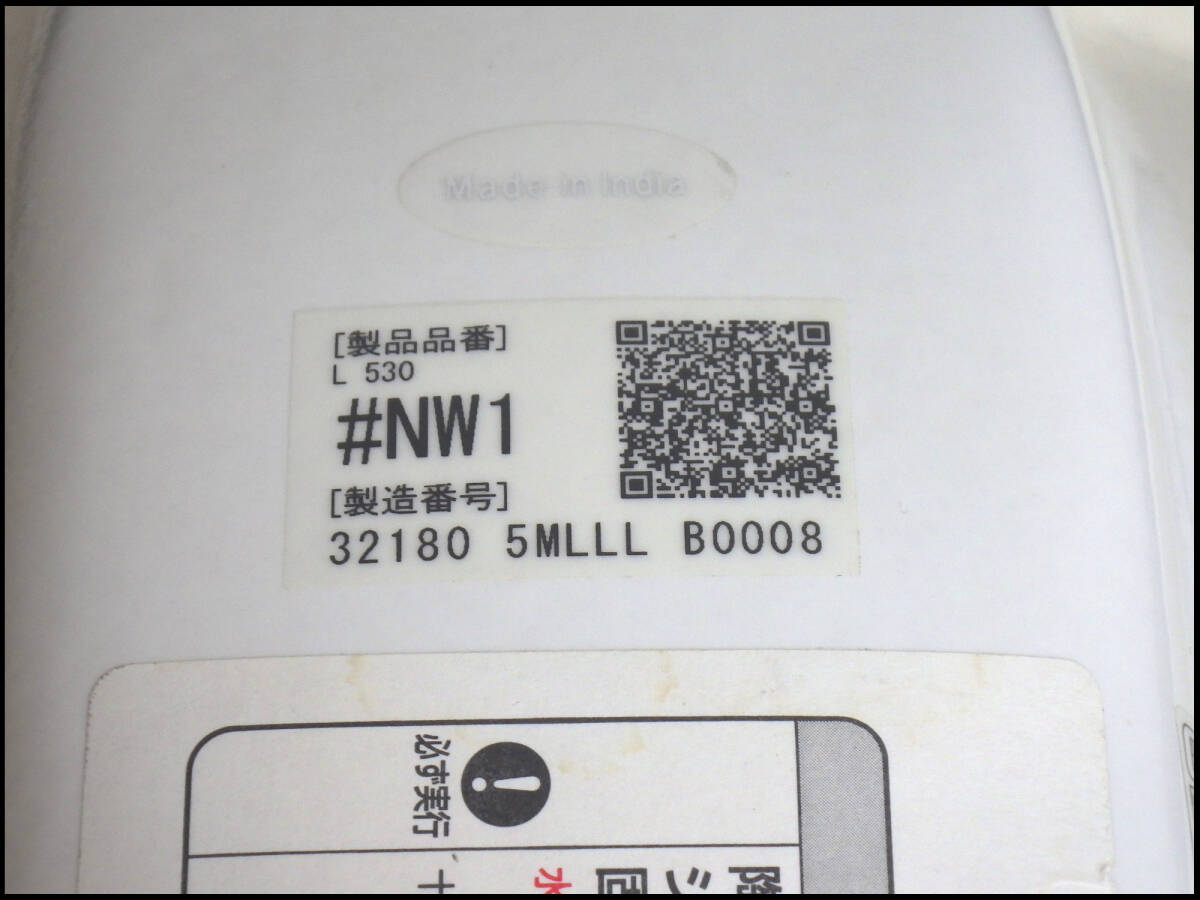 Made in India
[製品品番]
L 530
#NW1
[製造番号]
32180 5MLLL B0008
必ず実行
水